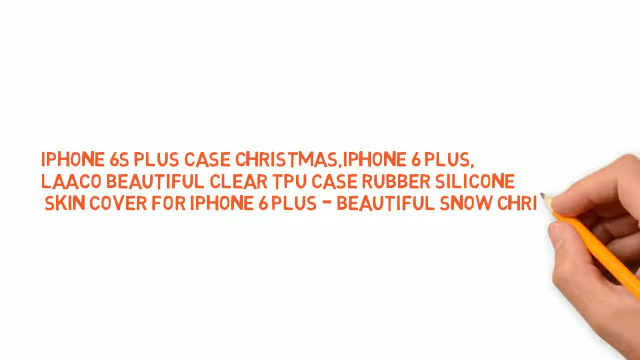 IPHONE 6S PLUS CASE CHRISTMAS,IPHONE 6 PLUS,
LAACO BEAUTIFUL CLEAR TPU CASE RUBBER SILICONE
SKIN COVER FOR IPHONE 6 PLUS - BEAUTIFUL SNOW CHRI